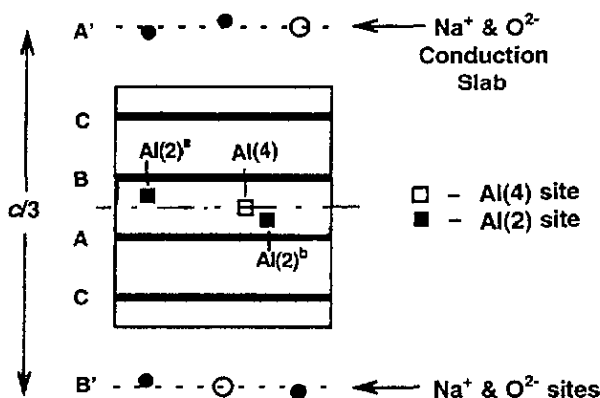 A'
Na+ & O2-
Conduction
Slab
C
Al(2)a
Al(4)
B
c/3
□ – Al(4) site
■ – Al(2) site
A
Al(2)b
C
B'
Na+ & O2- sites